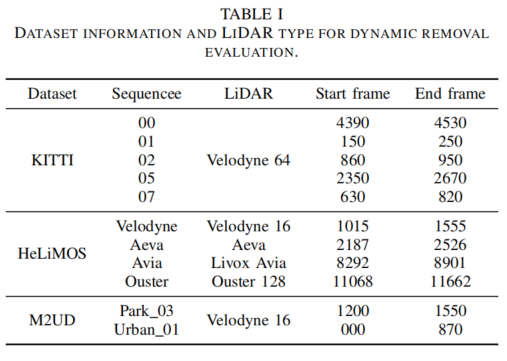 TABLE I
DATASET INFORMATION AND LIDAR TYPE FOR DYNAMIC REMOVAL
EVALUATION.
Dataset Sequencee LiDAR Start frame End frame
00 4390 4530
01 150 250
KITTI 02 Velodyne 64 860 950
05 2350 2670
07 630 820
Velodyne Velodyne 16 1015 1555
Aeva Aeva 2187 2526
HeLiMOS
Avia Livox Avia 8292 8901
Ouster Ouster 128 11068 11662
Park_03 1200 1550
M2UD Velodyne 16
Urban_01 000 870